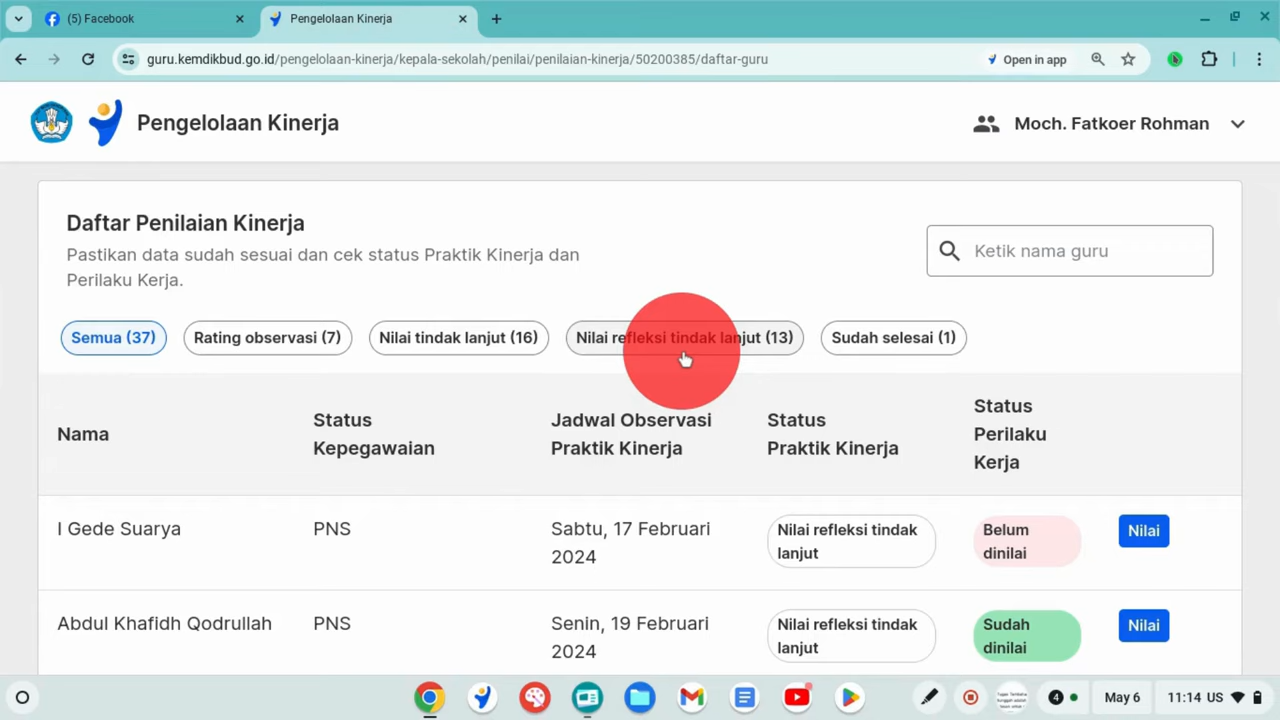 (5) Facebook
Pengelolaan Kinerja
guru.kemdikbud.go.id/pengelolaan-kinerja/kepala-sekolah/penilai/penilaian-kinerja/50200385/daftar-guru
Open in app
Pengelolaan Kinerja
Moch. Fatkoer Rohman
Daftar Penilaian Kinerja
Pastikan data sudah sesuai dan cek status Praktik Kinerja dan
Perilaku Kerja.
Ketik nama guru
Semua (37)
Rating observasi (7)
Nilai tindak lanjut (16)
Nilai refleksi tindak lanjut (13)
Sudah selesai (1)
Nama
Status
Kepegawaian
Jadwal Observasi
Praktik Kinerja
Status
Praktik Kinerja
Status
Perilaku
Kerja
I Gede Suarya
PNS
Sabtu, 17 Februari
2024
Nilai refleksi tindak
lanjut
Belum
dinilai
Nilai
Abdul Khafidh Qodrullah
PNS
Senin, 19 Februari
2024
Nilai refleksi tindak
lanjut
Sudah
dinilai
Nilai
4
May 6
11:14 US